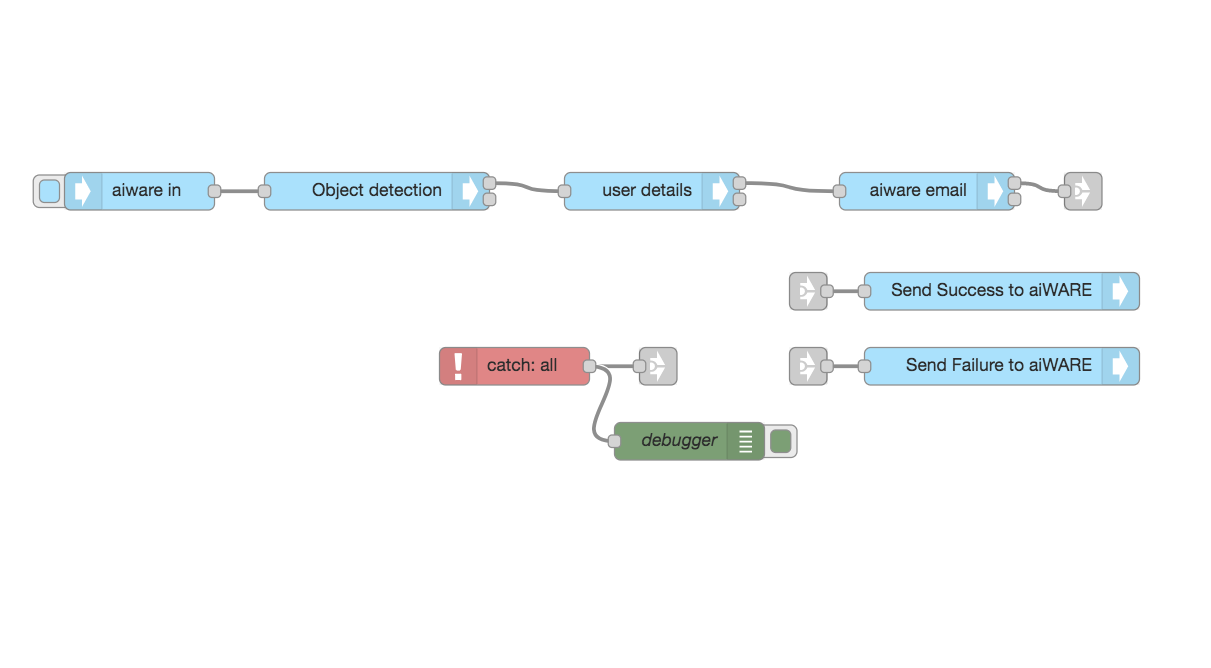 aiware in
Object detection
user details
aiware email
Send Success to aiWARE
catch: all
Send Failure to aiWARE
debugger